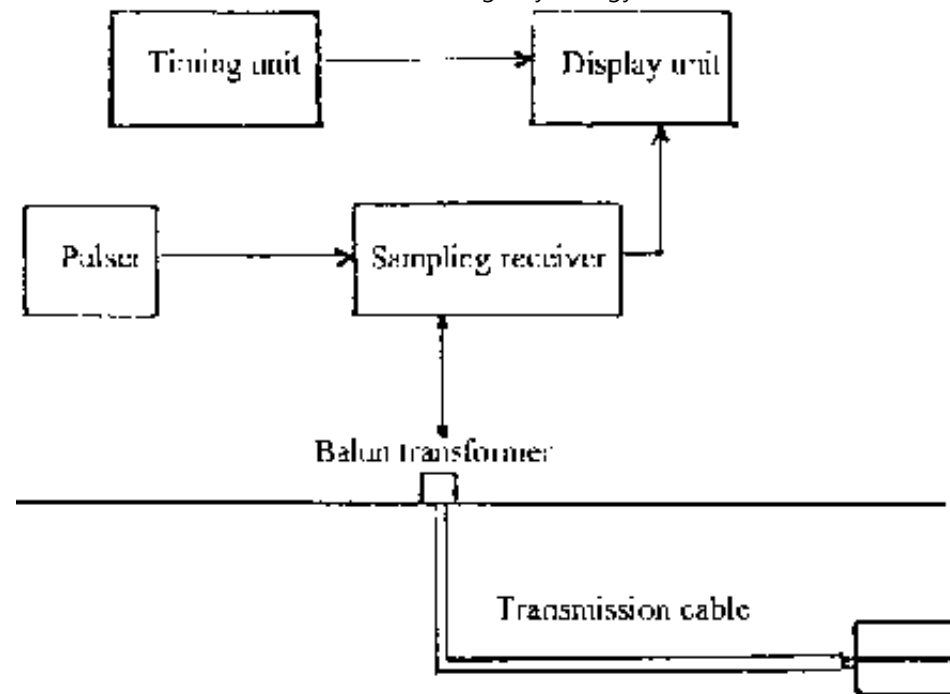 Timing unit
Display unit
Pulser
Sampling receiver
Balun transformer
Transmission cable